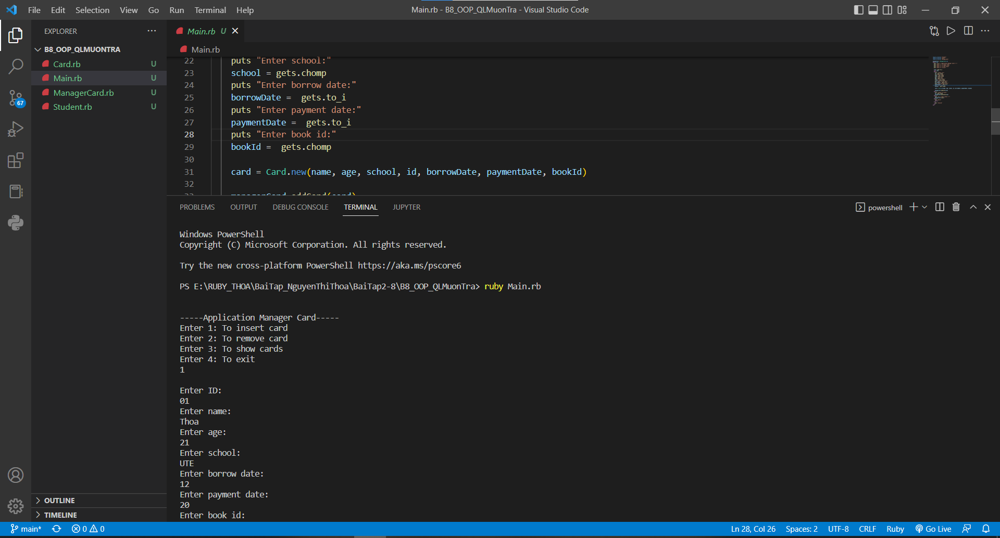 File Edit Selection View Go Run Terminal Help
Main.rb - B8_OOP_QLMuonTra - Visual Studio Code
EXPLORER
Main.rb U
B8_OOP_QLMUONTRA
Main.rb
Card.rb U
Main.rb U
ManagerCard.rb U
Student.rb U
67
22 puts "Enter school:"
23 school = gets.chomp
24 puts "Enter borrow date:"
25 borrowDate =  gets.to_i
26 puts "Enter payment date:"
27 paymentDate =  gets.to_i
28 puts "Enter book id:"
29 bookId =  gets.chomp
30
31 card = Card.new(name, age, school, id, borrowDate, paymentDate, bookId)
32
33 managerCard.addCard(card)
PROBLEMS OUTPUT DEBUG CONSOLE TERMINAL JUPYTER
powershell
Windows PowerShell
Copyright (C) Microsoft Corporation. All rights reserved.
Try the new cross-platform PowerShell https://aka.ms/pscore6
PS E:\RUBY_THOA\BaiTap_NguyenThiThoa\BaiTap2-8\B8_OOP_QLMuonTra> ruby Main.rb
-----Application Manager Card-----
Enter 1: To insert card
Enter 2: To remove card
Enter 3: To show cards
Enter 4: To exit
1
Enter ID:
01
Enter name:
Thoa
Enter age:
21
Enter school:
UTE
Enter borrow date:
12
Enter payment date:
20
Enter book id:
OUTLINE
TIMELINE
main* 0 0
Ln 28, Col 26 Spaces: 2 UTF-8 CRLF Ruby Go Live